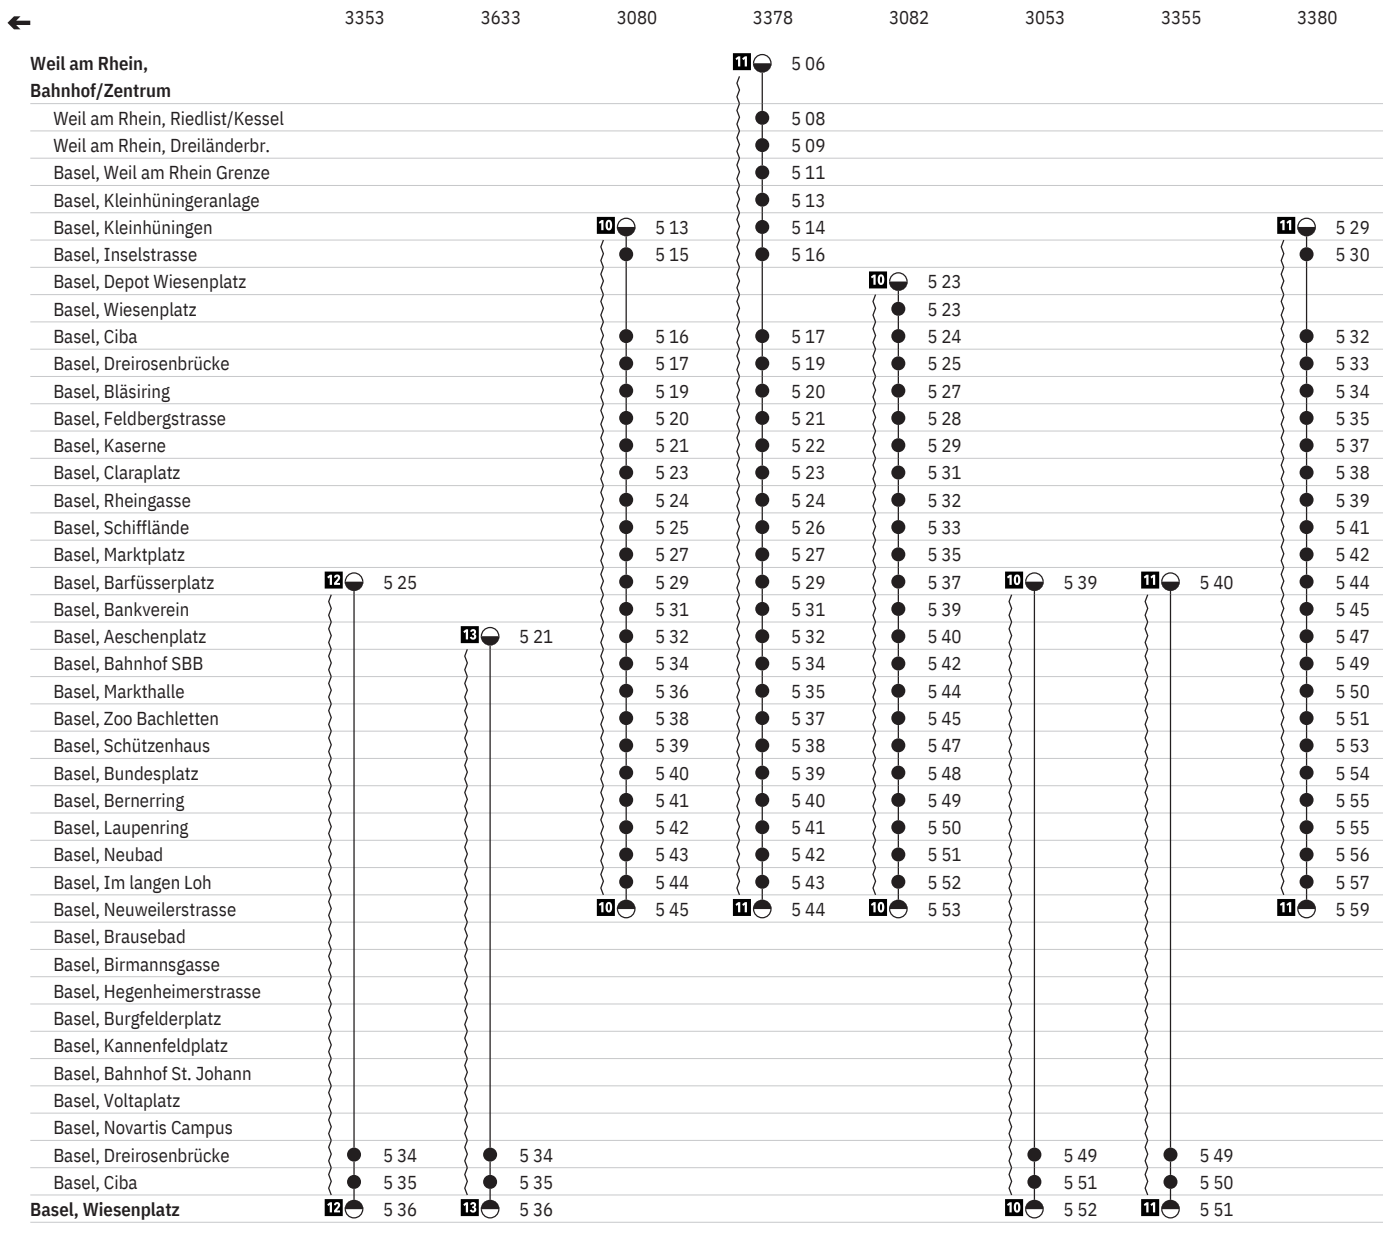 ← 3353 3633 3080 3378 3082 3053 3355 3380
Weil am Rhein, 11 5 06
Bahnhof/Zentrum
Weil am Rhein, Riedlist/Kessel 5 08
Weil am Rhein, Dreiländerbr. 5 09
Basel, Weil am Rhein Grenze 5 11
Basel, Kleinhüningeranlage 5 13
Basel, Kleinhüningen 10 5 13 5 14 11 5 29
Basel, Inselstrasse 5 15 5 16 5 30
Basel, Depot Wiesenplatz 10 5 23
Basel, Wiesenplatz 5 23
Basel, Ciba 5 16 5 17 5 24 5 32
Basel, Dreirosenbrücke 5 17 5 19 5 25 5 33
Basel, Bläsiring 5 19 5 20 5 27 5 34
Basel, Feldbergstrasse 5 20 5 21 5 28 5 35
Basel, Kaserne 5 21 5 22 5 29 5 37
Basel, Claraplatz 5 23 5 23 5 31 5 38
Basel, Rheingasse 5 24 5 24 5 32 5 39
Basel, Schifflände 5 25 5 26 5 33 5 41
Basel, Marktplatz 5 27 5 27 5 35 5 42
Basel, Barfüsserplatz 12 5 25 5 29 5 29 5 37 10 5 39 11 5 40 5 44
Basel, Bankverein 5 31 5 31 5 39 5 45
Basel, Aeschenplatz 13 5 21 5 32 5 32 5 40 5 47
Basel, Bahnhof SBB 5 34 5 34 5 42 5 49
Basel, Markthalle 5 36 5 35 5 44 5 50
Basel, Zoo Bachletten 5 38 5 37 5 45 5 51
Basel, Schützenhaus 5 39 5 38 5 47 5 53
Basel, Bundesplatz 5 40 5 39 5 48 5 54
Basel, Bernerring 5 41 5 40 5 49 5 55
Basel, Laupenring 5 42 5 41 5 50 5 55
Basel, Neubad 5 43 5 42 5 51 5 56
Basel, Im langen Loh 5 44 5 43 5 52 5 57
Basel, Neuweilerstrasse 10 5 45 11 5 44 10 5 53 11 5 59
Basel, Brausebad
Basel, Birmannsgasse
Basel, Hegenheimerstrasse
Basel, Burgfelderplatz
Basel, Kannenfeldplatz
Basel, Bahnhof St. Johann
Basel, Voltaplatz
Basel, Novartis Campus
Basel, Dreirosenbrücke 5 34 5 34 5 49 5 49
Basel, Ciba 5 35 5 35 5 51 5 50
Basel, Wiesenplatz 12 5 36 13 5 36 10 5 52 11 5 51